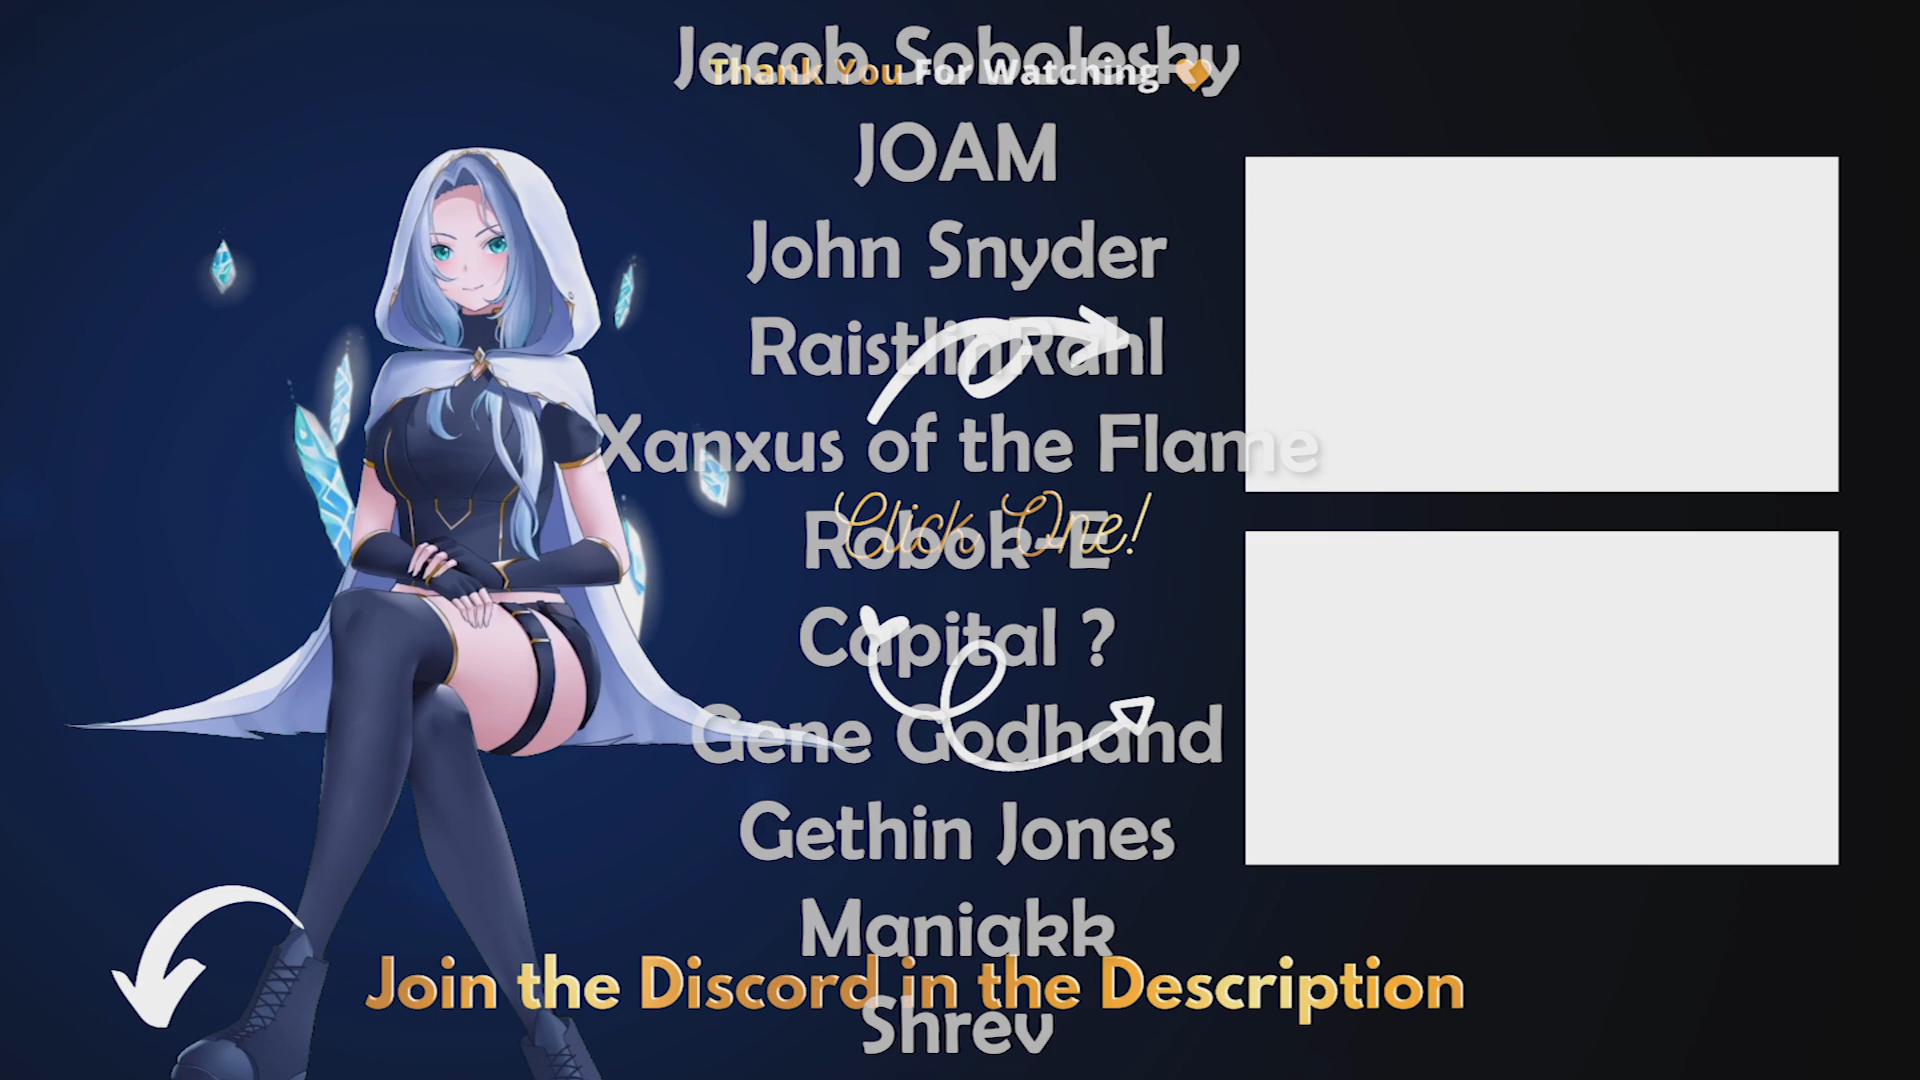 Jacob Sobolesky
Thank You For Watching
JOAM
John Snyder
RaistlinRahl
Xanxus of the Flame
Click One!
Robok-E
Capital ?
Gene Godhand
Gethin Jones
Maniakk
Join the Discord in the Description
Shrev